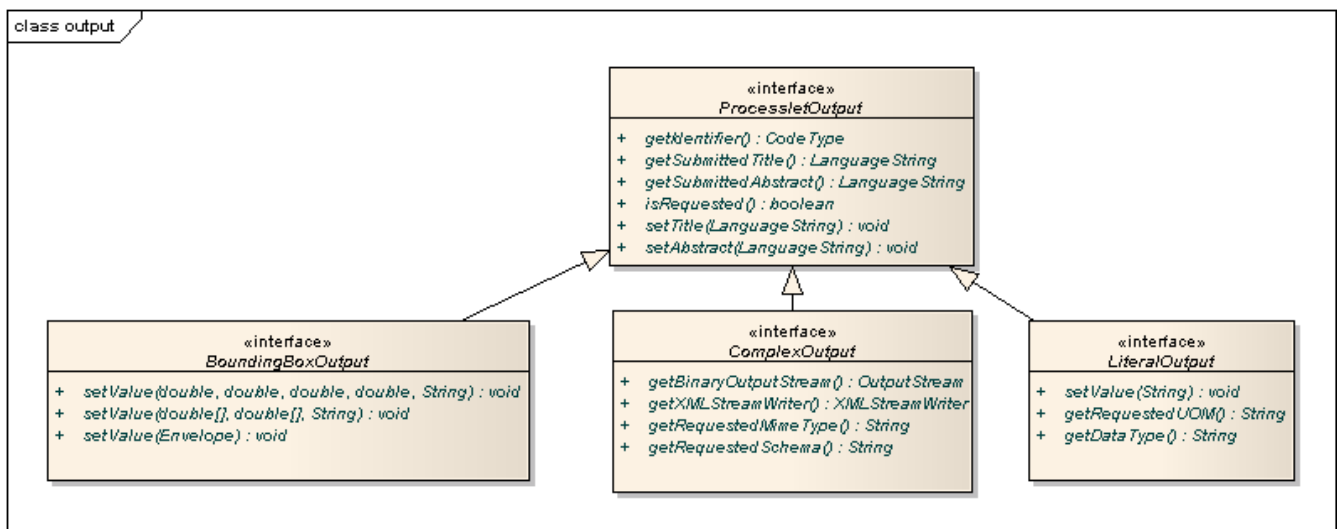 class output
«interface»
ProcessletOutput
+ getIdentifier() : CodeType
+ getSubmittedTitle() : LanguageString
+ getSubmittedAbstract() : LanguageString
+ isRequested() : boolean
+ setTitle(LanguageString) : void
+ setAbstract(LanguageString) : void
«interface»
BoundingBoxOutput
+ setValue(double, double, double, double, String) : void
+ setValue(double[], double[], String) : void
+ setValue(Envelope) : void
«interface»
ComplexOutput
+ getBinaryOutputStream() : OutputStream
+ getXMLStreamWriter() : XMLStreamWriter
+ getRequestedMimeType() : String
+ getRequestedSchema() : String
«interface»
LiteralOutput
+ setValue(String) : void
+ getRequestedUOM() : String
+ getDataType() : String